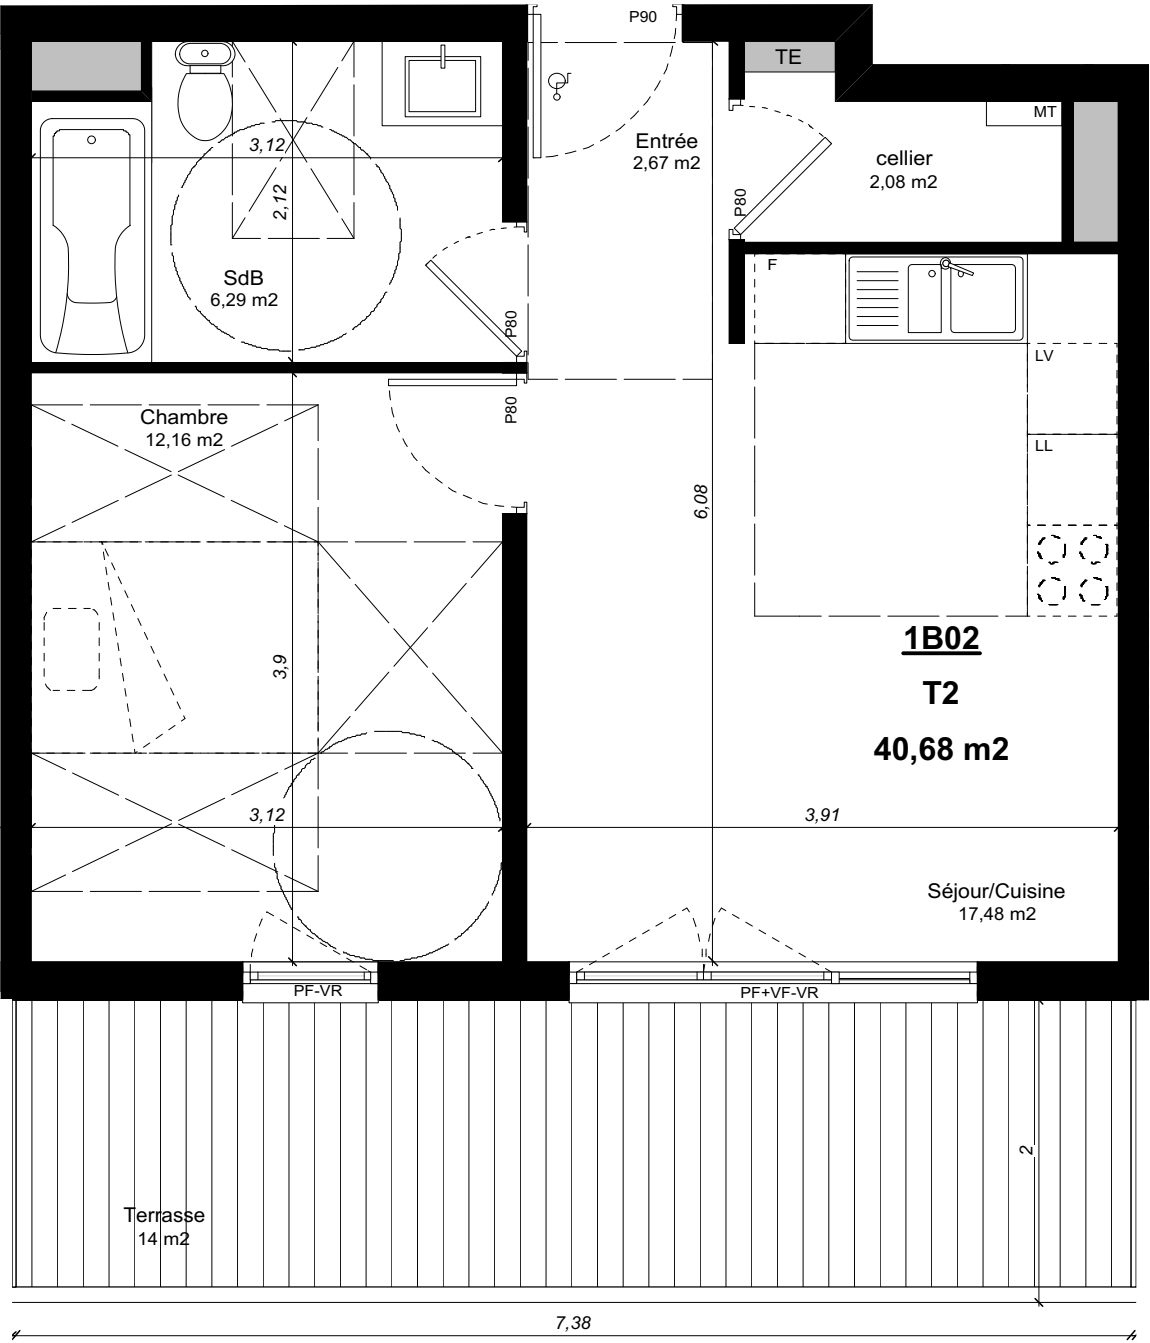 P90
TE
MT
Entrée
2,67 m2
cellier
2,08 m2
3,12
2,12
P80
SdB
6,29 m2
F
P80
LV
Chambre
12,16 m2
P80
LL
6,08
1B02
T2
40,68 m2
3,9
3,12
3,91
Séjour/Cuisine
17,48 m2
PF-VR
PF+VF-VR
2
Terrasse
14 m2
7,38